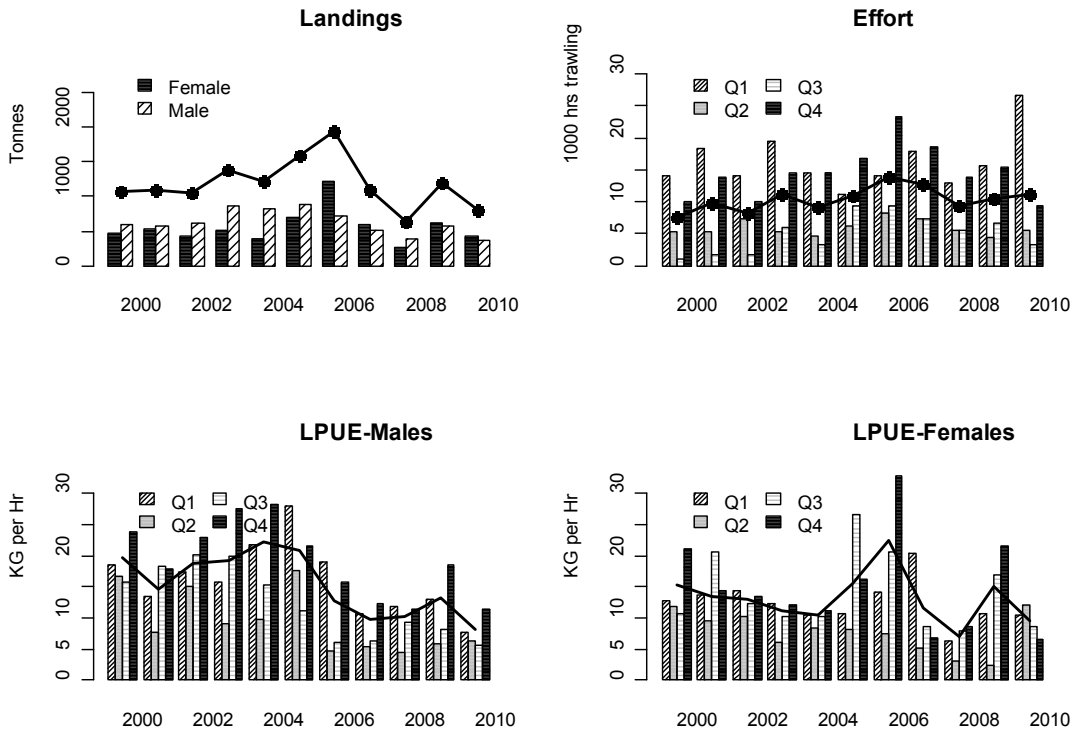 Landings
Tonnes
2000
1000
0
Female
Male
2000 2002 2004 2006 2008 2010
Effort
1000 hrs trawling
30
20
10
5
0
Q1 Q3
Q2 Q4
2000 2002 2004 2006 2008 2010
LPUE-Males
KG per Hr
30
20
10
5
0
Q1 Q3
Q2 Q4
2000 2002 2004 2006 2008 2010
LPUE-Females
KG per Hr
30
20
10
5
0
Q1 Q3
Q2 Q4
2000 2002 2004 2006 2008 2010